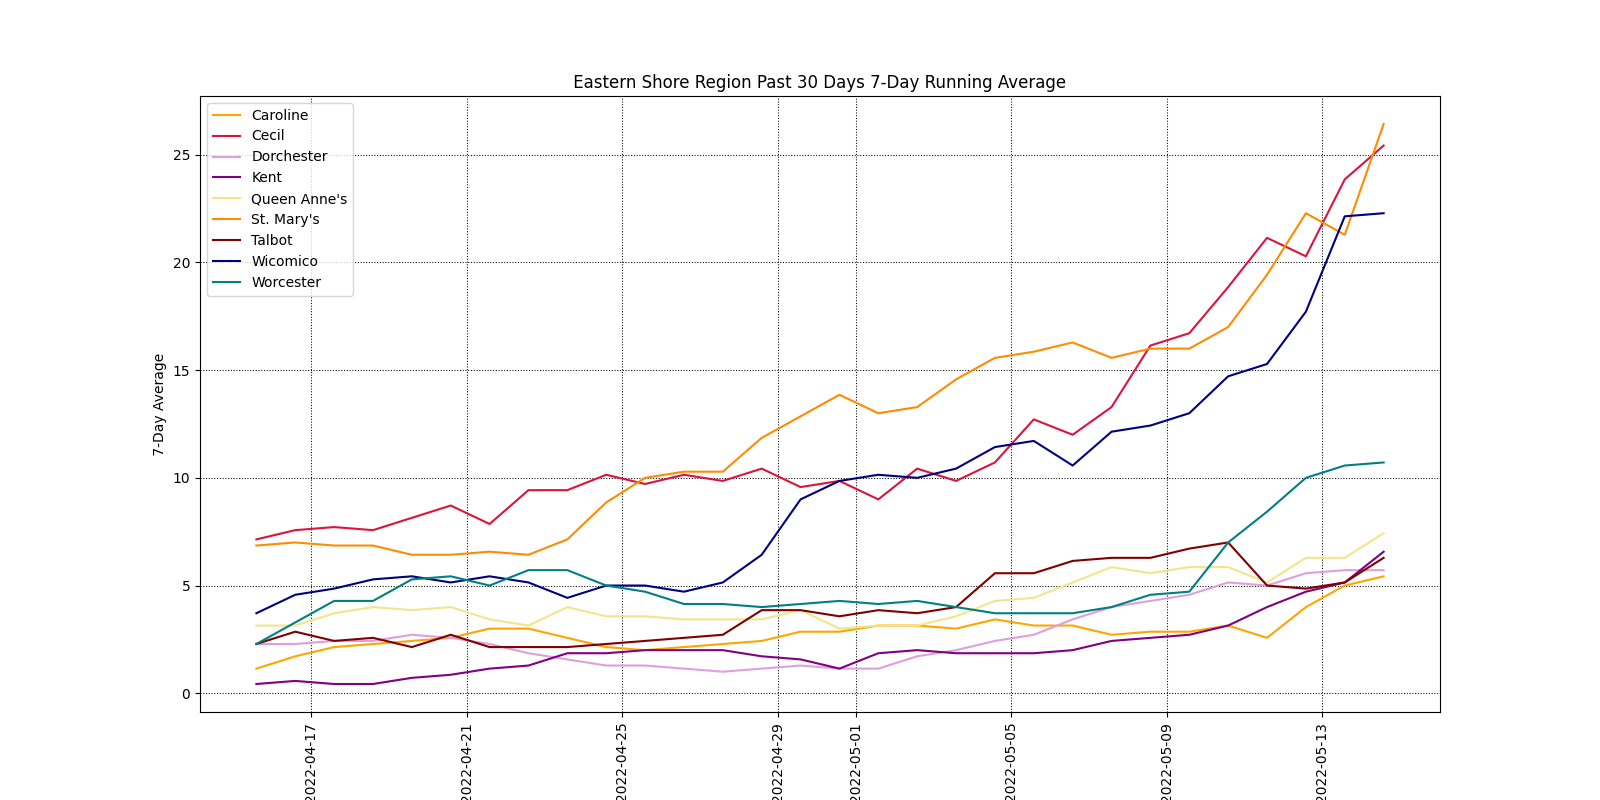 Eastern Shore Region Past 30 Days 7-Day Running Average
Caroline
Cecil
Dorchester
Kent
Queen Anne's
St. Mary's
Talbot
Wicomico
Worcester
7-Day Average
25
20
15
10
5
0
2022-04-17
2022-04-21
2022-04-25
2022-04-29
2022-05-01
2022-05-05
2022-05-09
2022-05-13